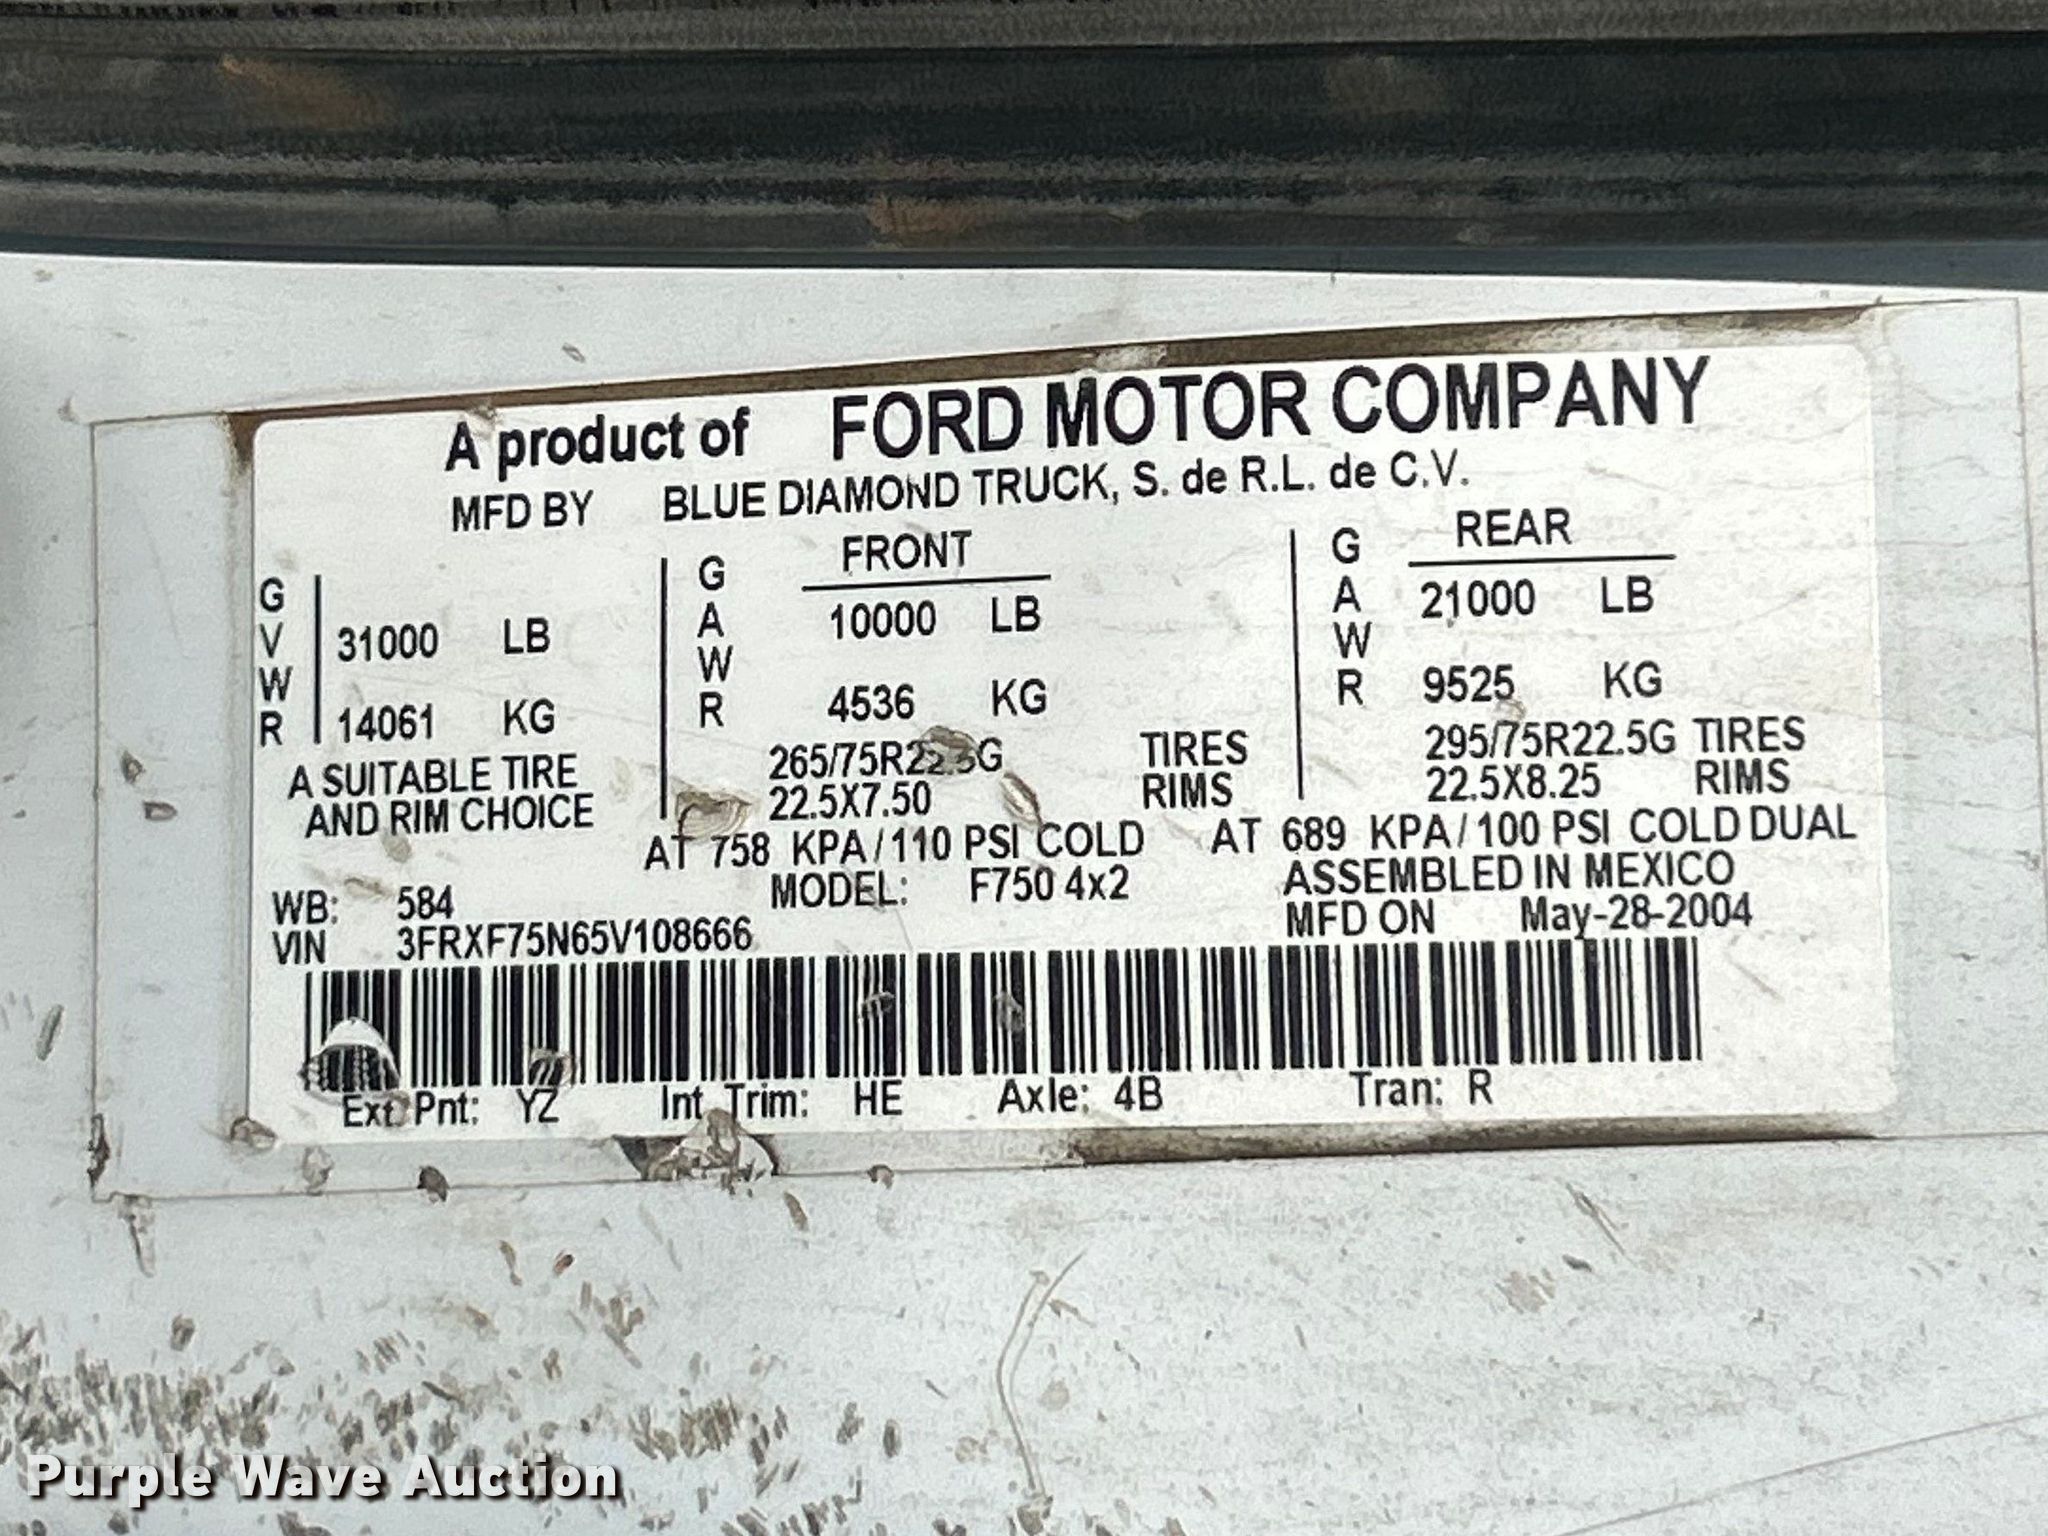 A product of FORD MOTOR COMPANY
MFD BY BLUE DIAMOND TRUCK, S. de R.L. de C.V.
GVWR 31000 LB
14061 KG
A SUITABLE TIRE
AND RIM CHOICE
FRONT
GAWR 10000 LB
4536 KG
265/75R22.5G TIRES
22.5X7.50 RIMS
AT 758 KPA/110 PSI COLD
REAR
GAWR 21000 LB
9525 KG
295/75R22.5G TIRES
22.5X8.25 RIMS
AT 689 KPA/100 PSI COLD DUAL
WB: 584 MODEL: F750 4x2 ASSEMBLED IN MEXICO
VIN 3FRXF75N65V108666 MFD ON May-28-2004
Ext Pnt: YZ Int Trim: HE Axle: 4B Tran: R
Purple Wave Auction